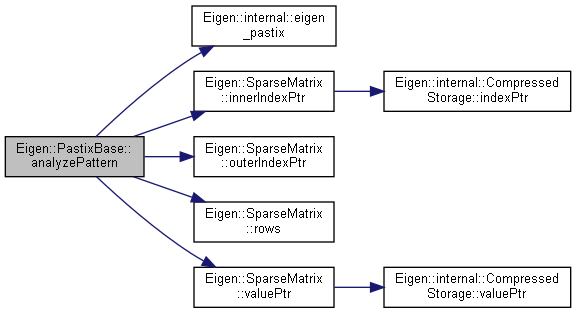 Eigen::internal::eigen
_pastix
Eigen::SparseMatrix
::innerIndexPtr
Eigen::internal::Compressed
Storage::indexPtr
Eigen::PastixBase::
analyzePattern
Eigen::SparseMatrix
::outerIndexPtr
Eigen::SparseMatrix
::rows
Eigen::SparseMatrix
::valuePtr
Eigen::internal::Compressed
Storage::valuePtr